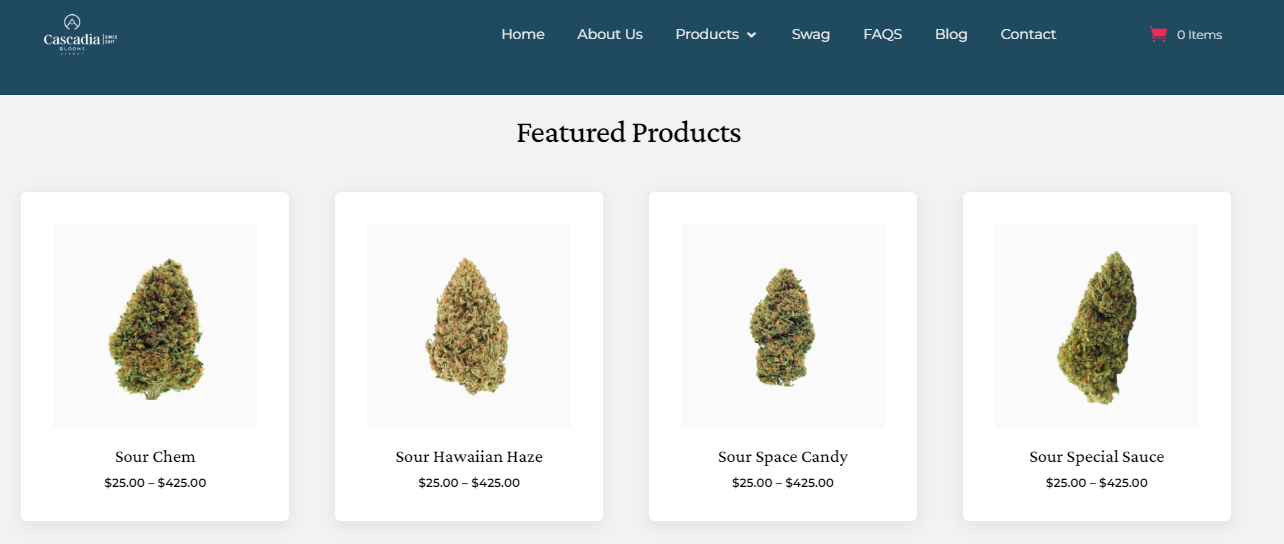 Cascadia SINCE 2017
BLOOMS
Home About Us Products Swag FAQS Blog Contact 0 Items
Featured Products
Sour Chem
$25.00 – $425.00
Sour Hawaiian Haze
$25.00 – $425.00
Sour Space Candy
$25.00 – $425.00
Sour Special Sauce
$25.00 – $425.00